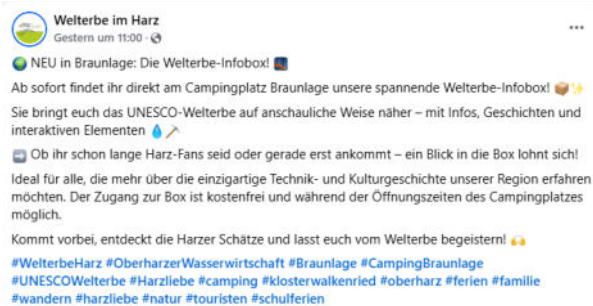 Welterbe im Harz
Gestern um 11:00 ·
🌍 NEU in Braunlage: Die Welterbe-Infobox! 🌌
Ab sofort findet ihr direkt am Campingplatz Braunlage unsere spannende Welterbe-Infobox! 📦✨
Sie bringt euch das UNESCO-Welterbe auf anschauliche Weise näher – mit Infos, Geschichten und
interaktiven Elementen 💧⛏️
➡️ Ob ihr schon lange Harz-Fans seid oder gerade erst ankommt – ein Blick in die Box lohnt sich!
Ideal für alle, die mehr über die einzigartige Technik- und Kulturgeschichte unserer Region erfahren
möchten. Der Zugang zur Box ist kostenfrei und während der Öffnungszeiten des Campingplatzes
möglich.
Kommt vorbei, entdeckt die Harzer Schätze und lasst euch vom Welterbe begeistern! 🙌
#WelterbeHarz #OberharzerWasserwirtschaft #Braunlage #CampingBraunlage
#UNESCOWelterbe #Harzliebe #camping #klosterwalkenried #oberharz #ferien #familie
#wandern #harzliebe #natur #touristen #schulferien